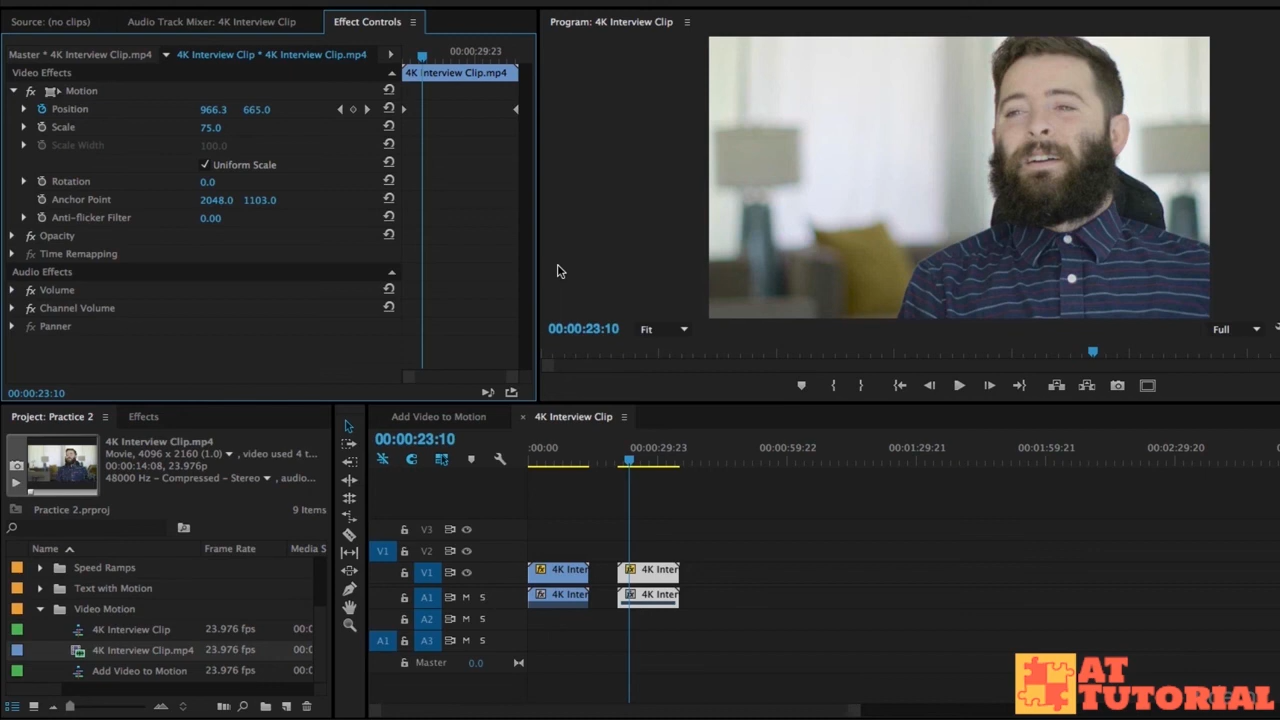 Source: (no clips) Audio Track Mixer: 4K Interview Clip Effect Controls
Master * 4K Interview Clip.mp4 4K Interview Clip * 4K Interview Clip.mp4 00:00:29:23
Video Effects 4K Interview Clip.mp4
fx Motion
Position 966.3 665.0
Scale 75.0
Scale Width 100.0
Uniform Scale
Rotation 0.0
Anchor Point 2048.0 1103.0
Anti-flicker Filter 0.00
fx Opacity
fx Time Remapping
Audio Effects
fx Volume
fx Channel Volume
fx Panner
00:00:23:10
Program: 4K Interview Clip
00:00:23:10 Fit Full
Project: Practice 2 Effects
4K Interview Clip.mp4
Movie, 4096 x 2160 (1.0) , video used 4 t...
00:00:14:08, 23.976p
48000 Hz - Compressed - Stereo , audio...
Practice 2.prproj 9 Items
Name Frame Rate Media S
Speed Ramps
Text with Motion
Video Motion
4K Interview Clip 23.976 fps 00:0
4K Interview Clip.mp4 23.976 fps 00:0
Add Video to Motion 23.976 fps 00:0
Add Video to Motion × 4K Interview Clip
00:00:23:10 :00:00 00:00:29:23 00:00:59:22 00:01:29:21 00:01:59:21 00:02:29:20
V3
V1 V2
V1 fx 4K Inter fx 4K Inter
A1 M S fx 4K Inter fx 4K Inter
A2 M S
A1 A3 M S
Master 0.0
AT
TUTORIAL